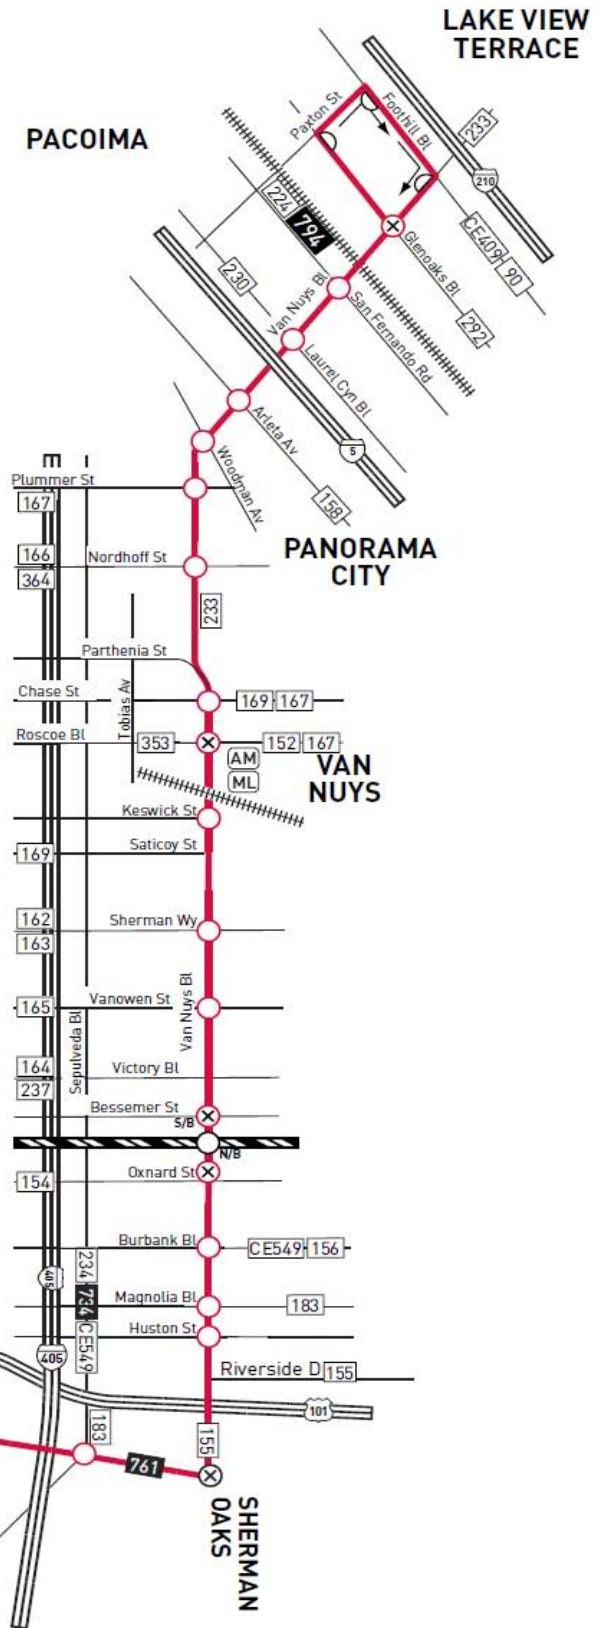 LAKE VIEW
TERRACE
PACOIMA
Paxton St
Foothill Bl
233
210
224
794
CE409
90
Glenoaks Bl
292
230
Van Nuys Bl
San Fernando Rd
Laurel Cyn Bl
Arleta Av
5
Woodman Av
158
Plummer St
167
PANORAMA
CITY
166
Nordhoff St
364
233
Parthenia St
Chase St
169 167
Tobias Av
Roscoe Bl
353
152 167
AM
ML
VAN
NUYS
Keswick St
Saticoy St
169
162
Sherman Wy
163
Van Nuys Bl
Vanowen St
165
Sepulveda Bl
164
Victory Bl
237
Bessemer St
S/B
N/B
Oxnard St
154
Burbank Bl
CE549 156
234
734
CE549
405
Magnolia Bl
183
Huston St
405
Riverside D 155
101
183
155
761
SHERMAN
OAKS